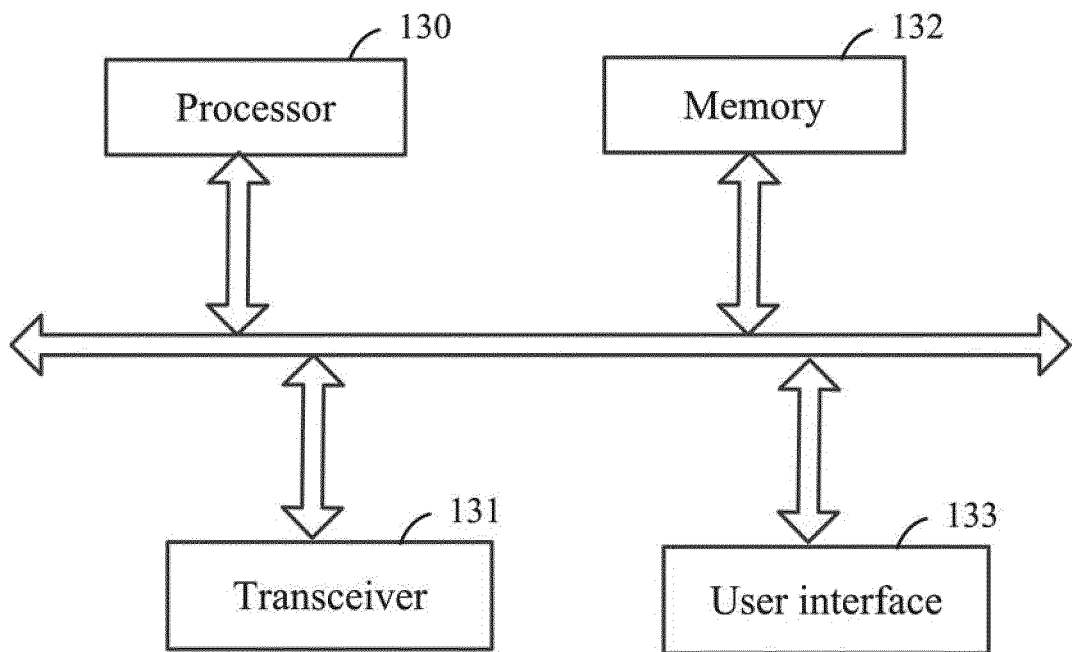 130
Processor
132
Memory
131
Transceiver
133
User interface